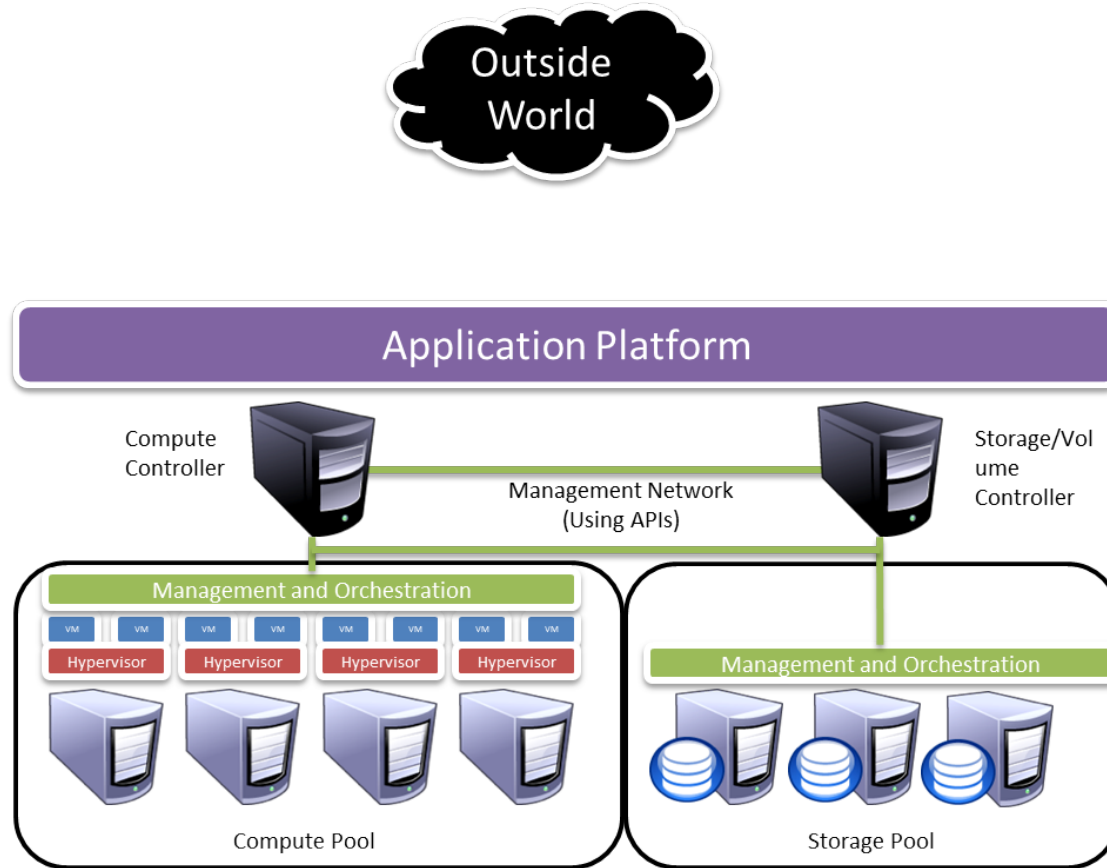 Outside
World
Application Platform
Compute
Controller
Storage/Vol
ume
Controller
Management Network
(Using APIs)
Management and Orchestration
VM VM VM VM VM VM VM VM
Hypervisor Hypervisor Hypervisor Hypervisor
Management and Orchestration
Compute Pool
Storage Pool